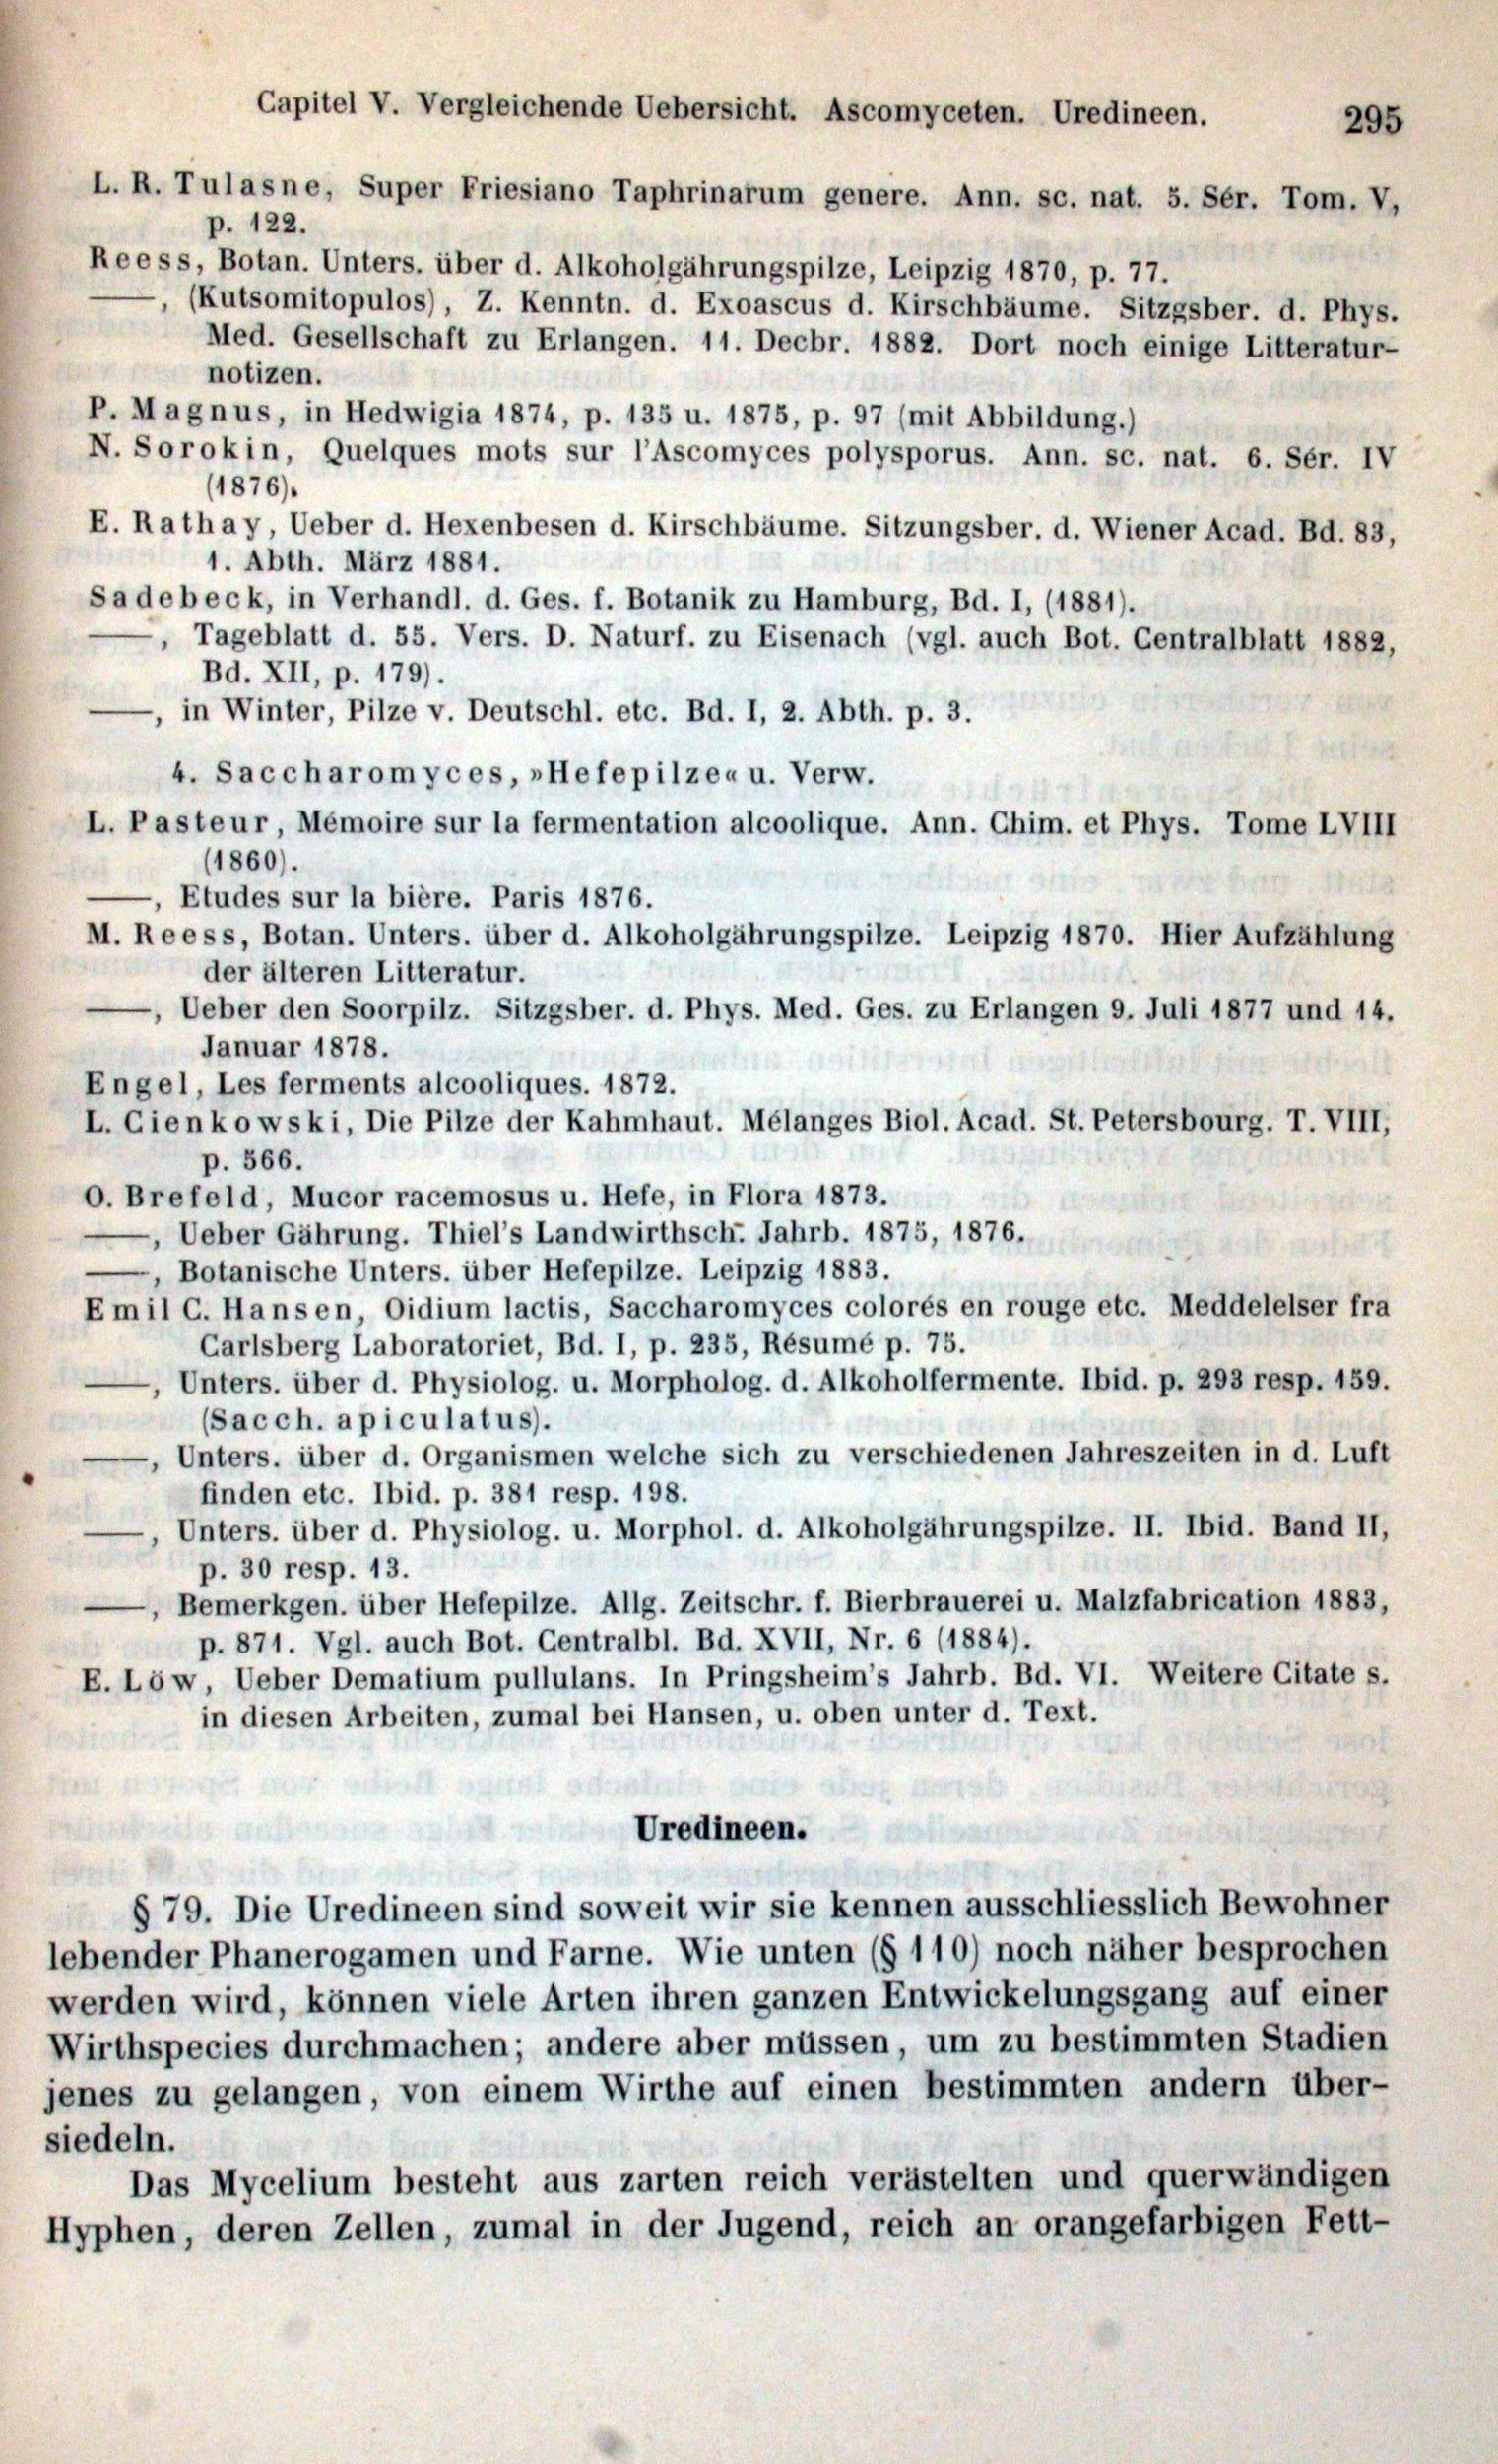 Capitel V. Vergleichende Uebersicht. Ascomyceten. Uredineen. 295
L. R. Tulasne, Super Friesiano Taphrinarum genere. Ann. sc. nat. 5. Sér. Tom. V,
p. 122.
Reess, Botan. Unters. über d. Alkoholgährungspilze, Leipzig 1870, p. 77.
——, (Kutsomitopulos), Z. Kenntn. d. Exoascus d. Kirschbäume. Sitzgsber. d. Phys.
Med. Gesellschaft zu Erlangen. 11. Decbr. 1882. Dort noch einige Litteratur-
notizen.
P. Magnus, in Hedwigia 1874, p. 135 u. 1875, p. 97 (mit Abbildung.)
N. Sorokin, Quelques mots sur l'Ascomyces polysporus. Ann. sc. nat. 6. Sér. IV
(1876).
E. Rathay, Ueber d. Hexenbesen d. Kirschbäume. Sitzungsber. d. Wiener Acad. Bd. 83,
1. Abth. März 1881.
Sadebeck, in Verhandl. d. Ges. f. Botanik zu Hamburg, Bd. I, (1881).
——, Tageblatt d. 55. Vers. D. Naturf. zu Eisenach (vgl. auch Bot. Centralblatt 1882,
Bd. XII, p. 179).
——, in Winter, Pilze v. Deutschl. etc. Bd. I, 2. Abth. p. 3.
4. Saccharomyces, »Hefepilze« u. Verw.
L. Pasteur, Mémoire sur la fermentation alcoolique. Ann. Chim. et Phys. Tome LVIII
(1860).
——, Etudes sur la bière. Paris 1876.
M. Reess, Botan. Unters. über d. Alkoholgährungspilze. Leipzig 1870. Hier Aufzählung
der älteren Litteratur.
——, Ueber den Soorpilz. Sitzgsber. d. Phys. Med. Ges. zu Erlangen 9. Juli 1877 und 14.
Januar 1878.
Engel, Les ferments alcooliques. 1872.
L. Cienkowski, Die Pilze der Kahmhaut. Mélanges Biol. Acad. St. Petersbourg. T. VIII,
p. 566.
O. Brefeld, Mucor racemosus u. Hefe, in Flora 1873.
——, Ueber Gährung. Thiel's Landwirthsch. Jahrb. 1875, 1876.
——, Botanische Unters. über Hefepilze. Leipzig 1883.
Emil C. Hansen, Oidium lactis, Saccharomyces colorés en rouge etc. Meddelelser fra
Carlsberg Laboratoriet, Bd. I, p. 235, Résumé p. 75.
——, Unters. über d. Physiolog. u. Morpholog. d. Alkoholfermente. Ibid. p. 293 resp. 159.
(Sacch. apiculatus).
——, Unters. über d. Organismen welche sich zu verschiedenen Jahreszeiten in d. Luft
finden etc. Ibid. p. 381 resp. 198.
——, Unters. über d. Physiolog. u. Morphol. d. Alkoholgährungspilze. II. Ibid. Band II,
p. 30 resp. 13.
——, Bemerkgen. über Hefepilze. Allg. Zeitschr. f. Bierbrauerei u. Malzfabrication 1883,
p. 871. Vgl. auch Bot. Centralbl. Bd. XVII, Nr. 6 (1884).
E. Löw, Ueber Dematium pullulans. In Pringsheim's Jahrb. Bd. VI. Weitere Citate s.
in diesen Arbeiten, zumal bei Hansen, u. oben unter d. Text.
Uredineen.
§ 79. Die Uredineen sind soweit wir sie kennen ausschliesslich Bewohner
lebender Phanerogamen und Farne. Wie unten (§ 110) noch näher besprochen
werden wird, können viele Arten ihren ganzen Entwickelungsgang auf einer
Wirthspecies durchmachen; andere aber müssen, um zu bestimmten Stadien
jenes zu gelangen, von einem Wirthe auf einen bestimmten andern über-
siedeln.
Das Mycelium besteht aus zarten reich verästelten und querwändigen
Hyphen, deren Zellen, zumal in der Jugend, reich an orangefarbigen Fett-